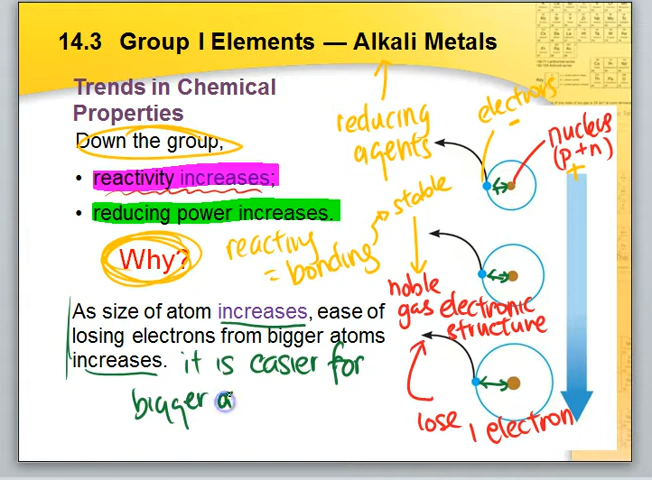 14.3 Group I Elements — Alkali Metals
Trends in Chemical
Properties
Down the group,
• reactivity increases;
• reducing power increases.
Why?
As size of atom increases, ease of
losing electrons from bigger atoms
increases. it is easier for
bigger a
reducing
agents
stable
reacting
= bonding
noble
gas electronic
structure
lose 1 electron
electrons
-
nucleus
(p+n)
+